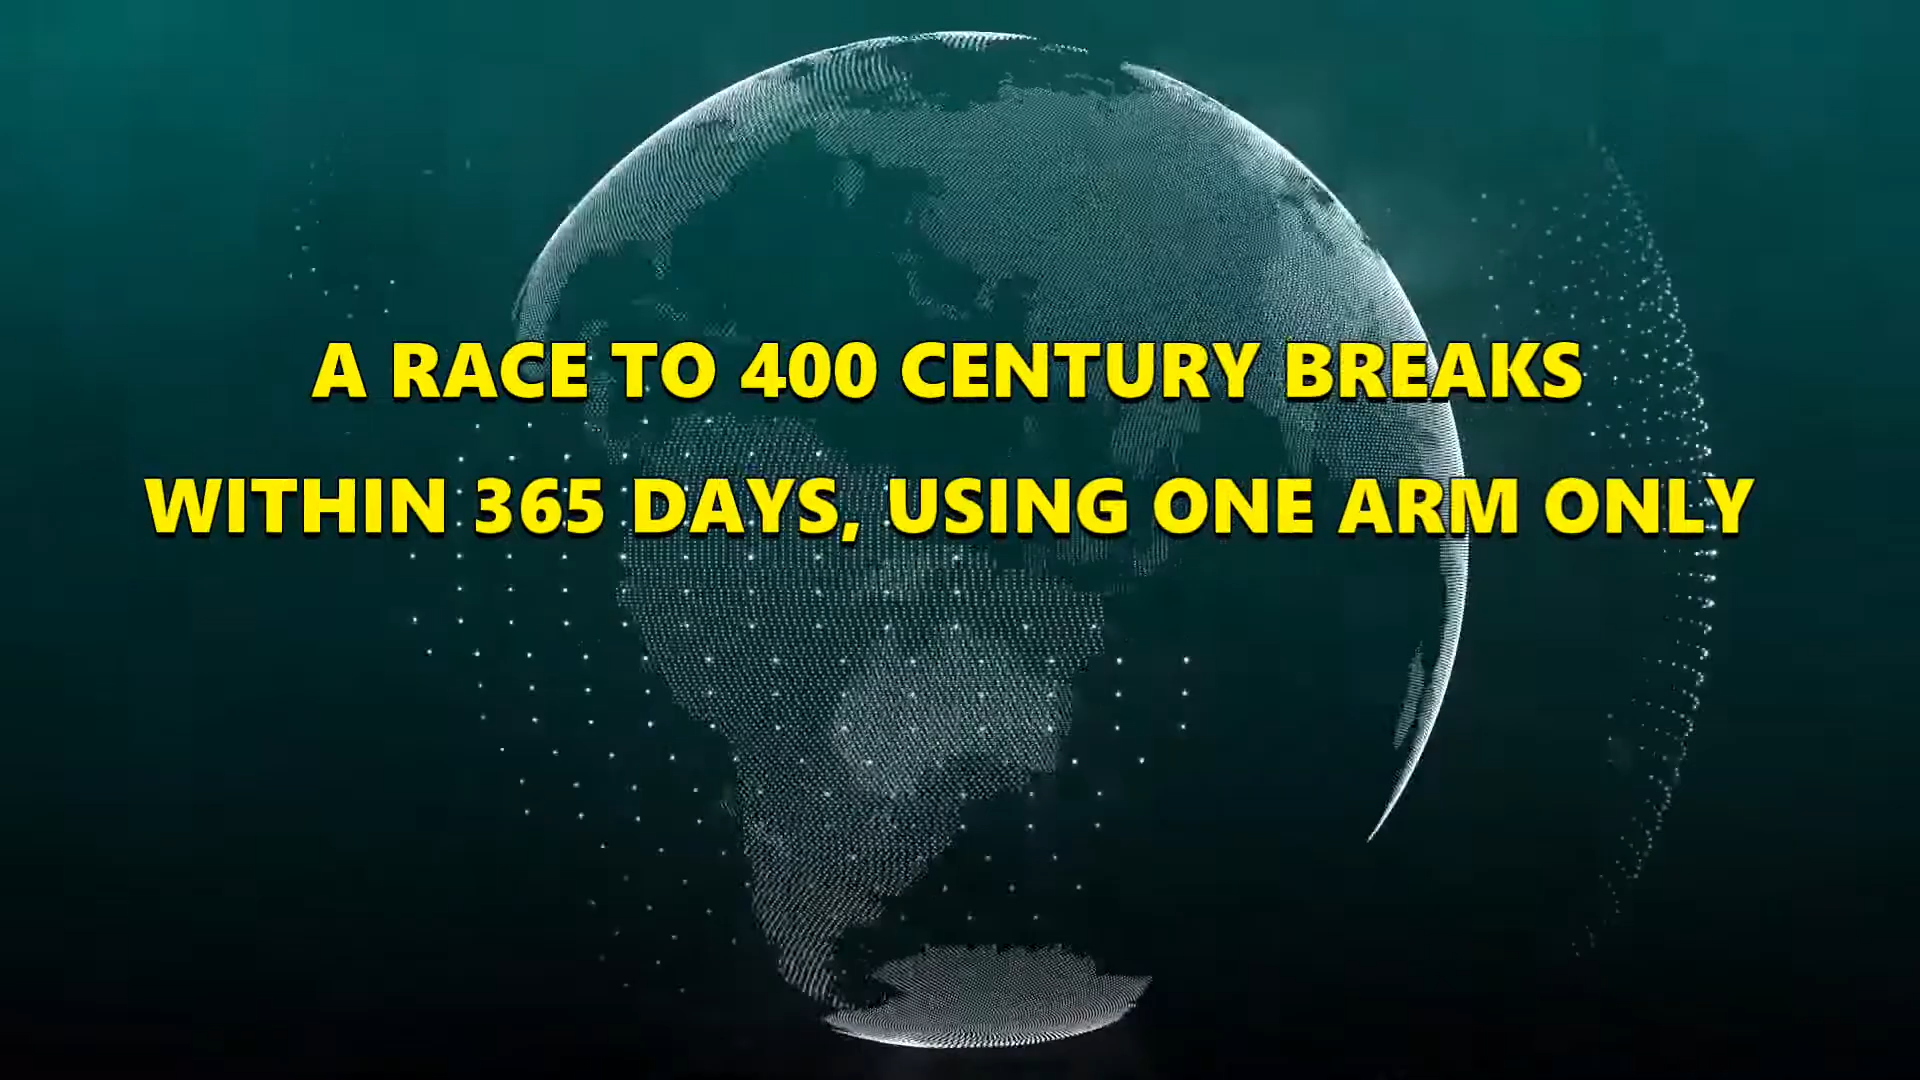 A RACE TO 400 CENTURY BREAKS
WITHIN 365 DAYS, USING ONE ARM ONLY